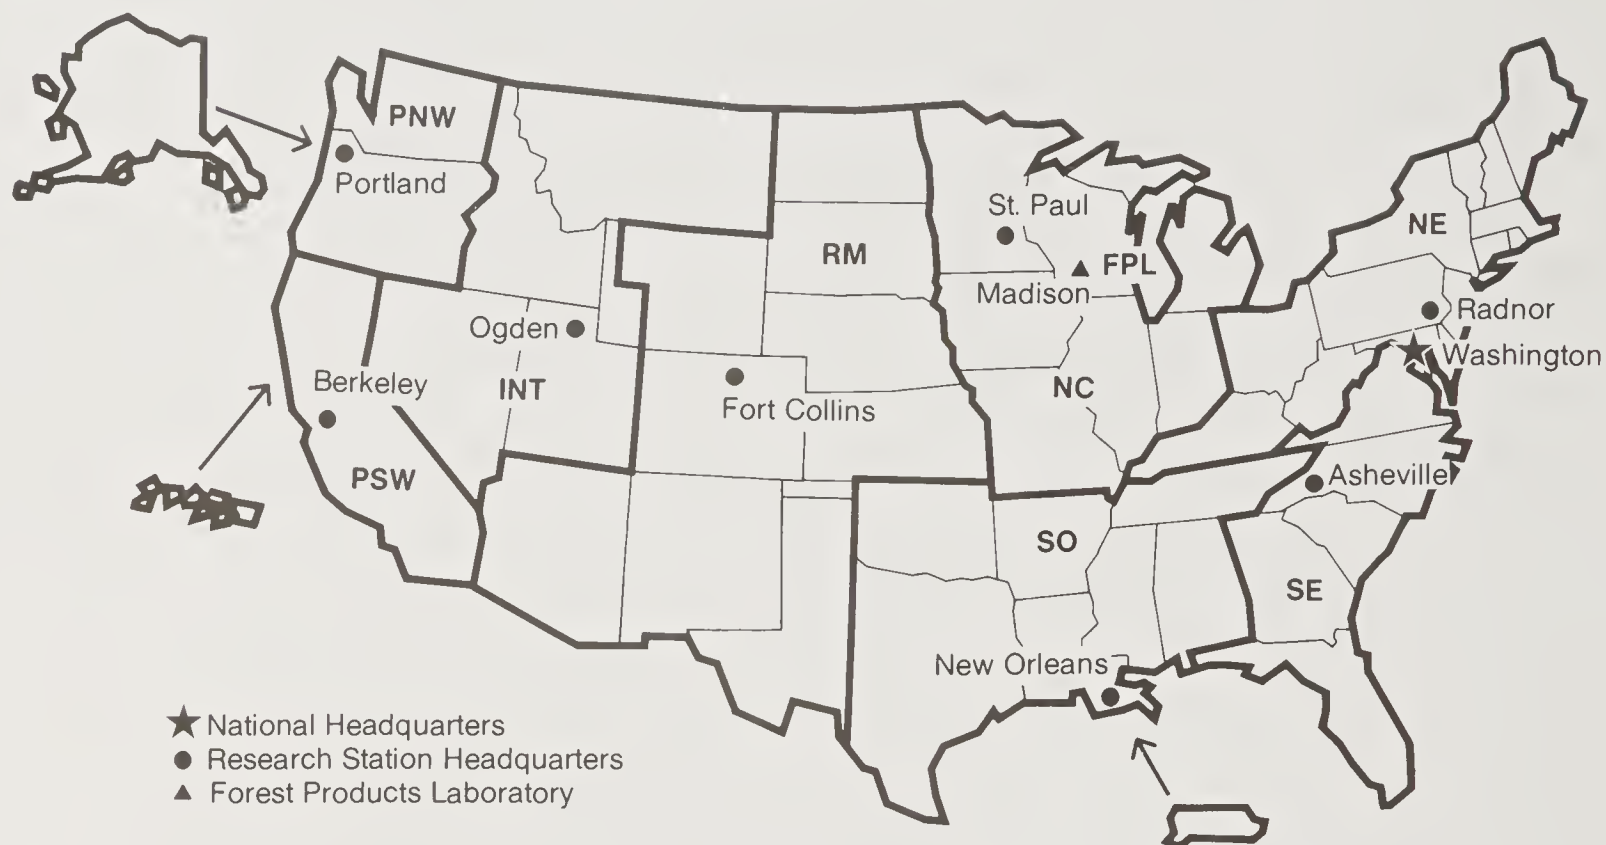 PNW
Portland
St. Paul
NE
RM
FPL
Madison
Radnor
Ogden
Washington
Berkeley
INT
NC
Fort Collins
PSW
Asheville
SO
SE
New Orleans
National Headquarters
Research Station Headquarters
Forest Products Laboratory